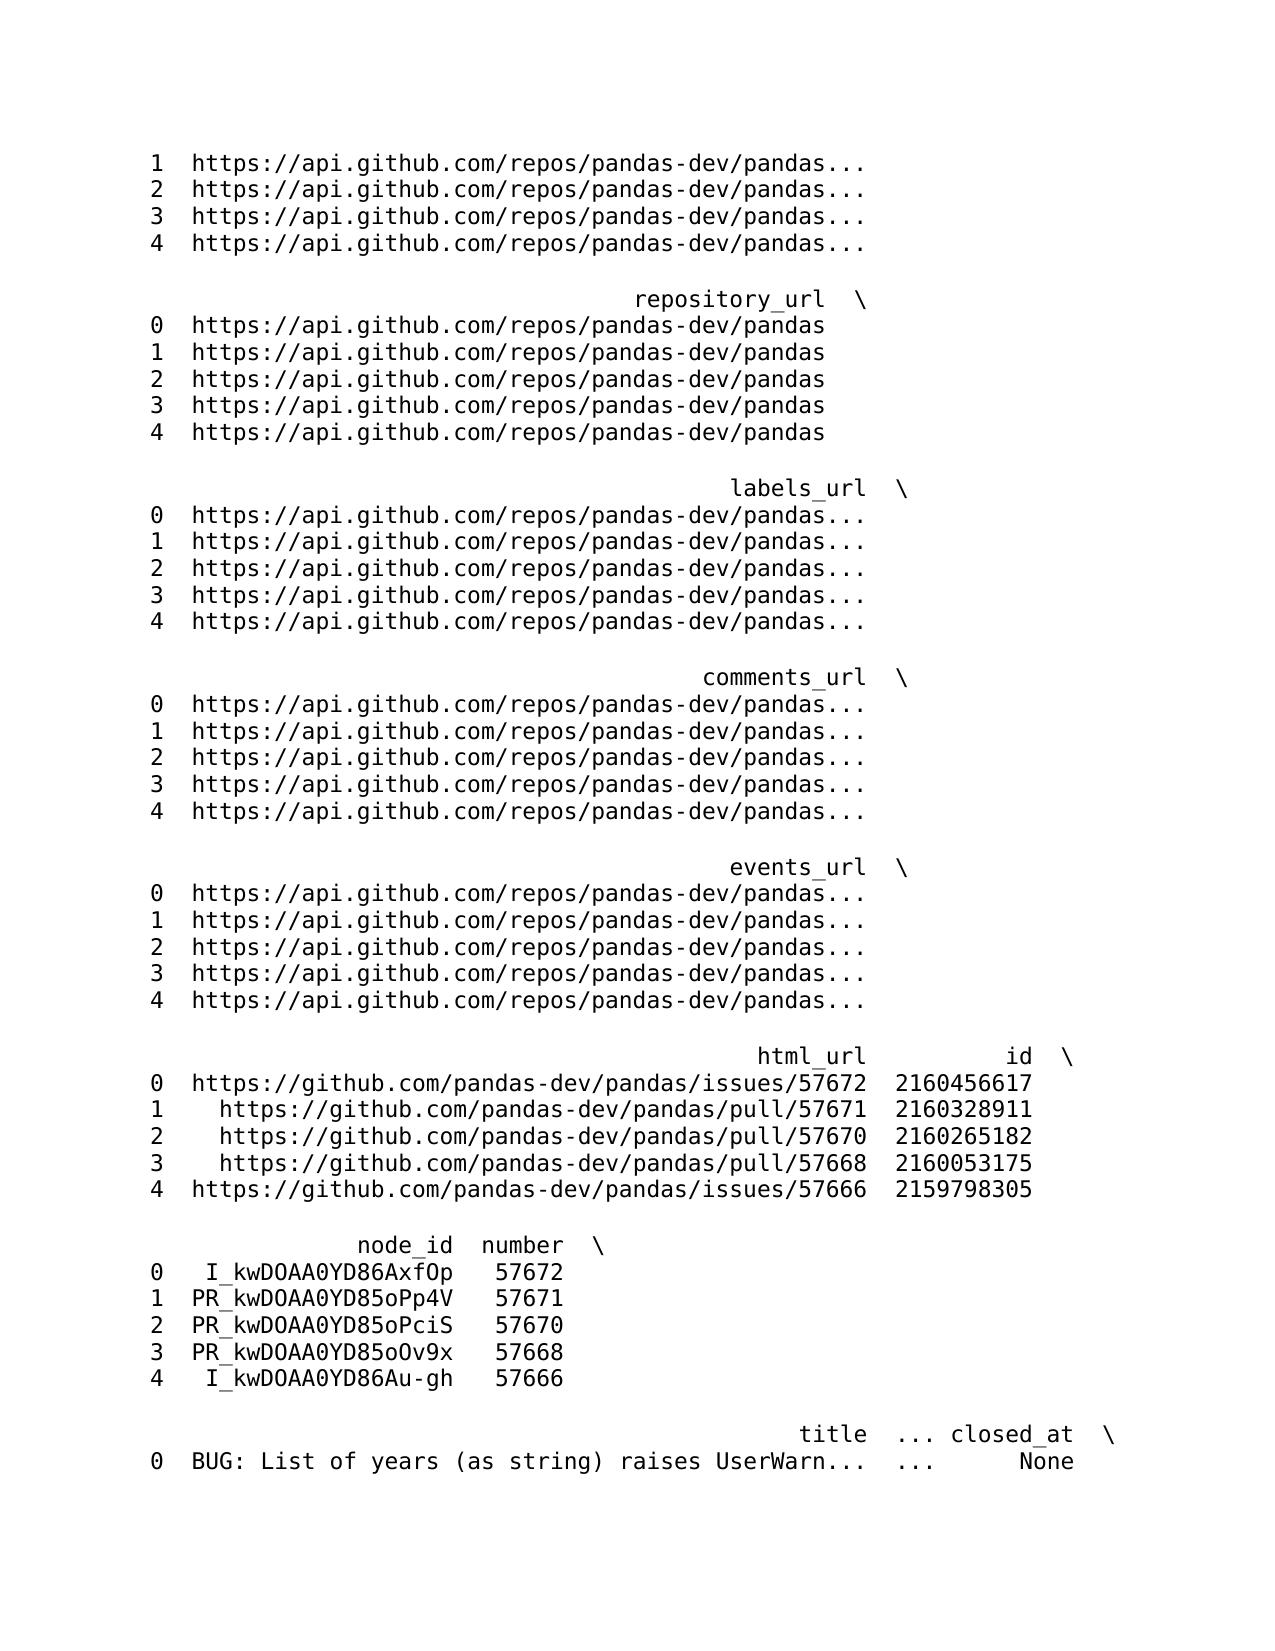 1  https://api.github.com/repos/pandas-dev/pandas...
2  https://api.github.com/repos/pandas-dev/pandas...
3  https://api.github.com/repos/pandas-dev/pandas...
4  https://api.github.com/repos/pandas-dev/pandas...
repository_url  \
0  https://api.github.com/repos/pandas-dev/pandas
1  https://api.github.com/repos/pandas-dev/pandas
2  https://api.github.com/repos/pandas-dev/pandas
3  https://api.github.com/repos/pandas-dev/pandas
4  https://api.github.com/repos/pandas-dev/pandas
labels_url  \
0  https://api.github.com/repos/pandas-dev/pandas...
1  https://api.github.com/repos/pandas-dev/pandas...
2  https://api.github.com/repos/pandas-dev/pandas...
3  https://api.github.com/repos/pandas-dev/pandas...
4  https://api.github.com/repos/pandas-dev/pandas...
comments_url  \
0  https://api.github.com/repos/pandas-dev/pandas...
1  https://api.github.com/repos/pandas-dev/pandas...
2  https://api.github.com/repos/pandas-dev/pandas...
3  https://api.github.com/repos/pandas-dev/pandas...
4  https://api.github.com/repos/pandas-dev/pandas...
events_url  \
0  https://api.github.com/repos/pandas-dev/pandas...
1  https://api.github.com/repos/pandas-dev/pandas...
2  https://api.github.com/repos/pandas-dev/pandas...
3  https://api.github.com/repos/pandas-dev/pandas...
4  https://api.github.com/repos/pandas-dev/pandas...
html_url          id  \
0  https://github.com/pandas-dev/pandas/issues/57672  2160456617
1    https://github.com/pandas-dev/pandas/pull/57671  2160328911
2    https://github.com/pandas-dev/pandas/pull/57670  2160265182
3    https://github.com/pandas-dev/pandas/pull/57668  2160053175
4  https://github.com/pandas-dev/pandas/issues/57666  2159798305
node_id  number  \
0   I_kwDOAA0YD86AxfOp   57672
1  PR_kwDOAA0YD85oPp4V   57671
2  PR_kwDOAA0YD85oPciS   57670
3  PR_kwDOAA0YD85oOv9x   57668
4   I_kwDOAA0YD86Au-gh   57666
title  ... closed_at  \
0  BUG: List of years (as string) raises UserWarn...  ...      None